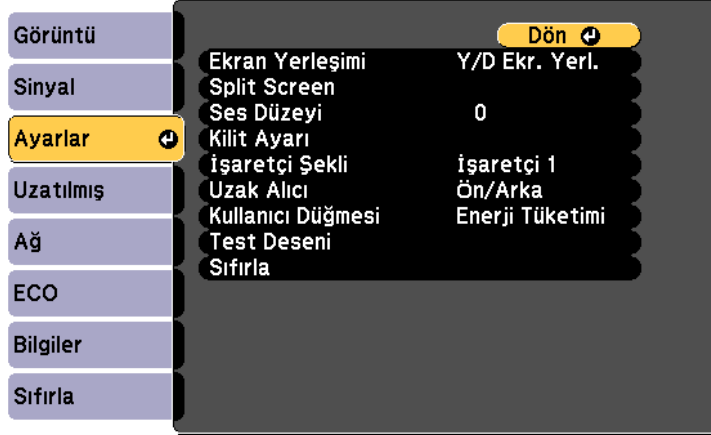 Görüntü
Sinyal
Ayarlar
Uzatılmış
Ağ
ECO
Bilgiler
Sıfırla
Dön
Ekran Yerleşimi Y/D Ekr. Yerl.
Split Screen
Ses Düzeyi 0
Kilit Ayarı
İşaretçi Şekli İşaretçi 1
Uzak Alıcı Ön/Arka
Kullanıcı Düğmesi Enerji Tüketimi
Test Deseni
Sıfırla